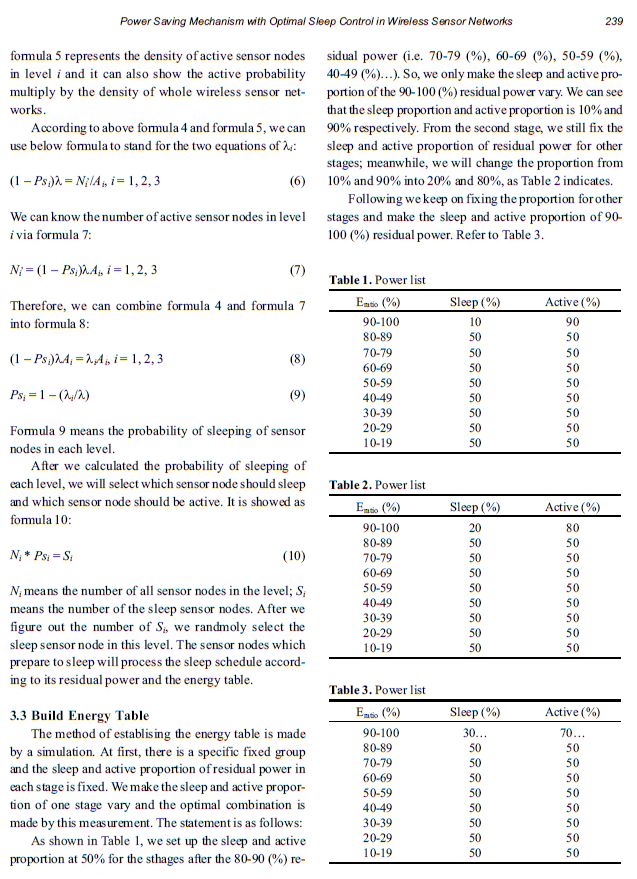 Power Saving Mechanism with Optimal Sleep Control in Wireless Sensor Networks 239
formula 5 represents the density of active sensor nodes
in level i and it can also show the active probability
multiply by the density of whole wireless sensor net-
works.
According to above formula 4 and formula 5, we can
use below formula to stand for the two equations of λd:
(1 – Psi)λ = Ni'/Ai, i = 1, 2, 3 (6)
We can know the number of active sensor nodes in level
i via formula 7:
Ni' = (1 – Psi)λAi, i = 1, 2, 3 (7)
Therefore, we can combine formula 4 and formula 7
into formula 8:
(1 – Psi)λAi = λiAi, i = 1, 2, 3 (8)
Psi = 1 – (λi/λ) (9)
Formula 9 means the probability of sleeping of sensor
nodes in each level.
After we calculated the probability of sleeping of
each level, we will select which sensor node should sleep
and which sensor node should be active. It is showed as
formula 10:
Ni * Psi = Si (10)
Ni means the number of all sensor nodes in the level; Si
means the number of the sleep sensor nodes. After we
figure out the number of Si, we randmoly select the
sleep sensor node in this level. The sensor nodes which
prepare to sleep will process the sleep schedule accord-
ing to its residual power and the energy table.
3.3 Build Energy Table
The method of establising the energy table is made
by a simulation. At first, there is a specific fixed group
and the sleep and active proportion of residual power in
each stage is fixed. We make the sleep and active propor-
tion of one stage vary and the optimal combination is
made by this measurement. The statement is as follows:
As shown in Table 1, we set up the sleep and active
proportion at 50% for the sthages after the 80-90 (%) re-
sidual power (i.e. 70-79 (%), 60-69 (%), 50-59 (%),
40-49 (%)…). So, we only make the sleep and active pro-
portion of the 90-100 (%) residual power vary. We can see
that the sleep proportion and active proportion is 10% and
90% respectively. From the second stage, we still fix the
sleep and active proportion of residual power for other
stages; meanwhile, we will change the proportion from
10% and 90% into 20% and 80%, as Table 2 indicates.
Following we keep on fixing the proportion for other
stages and make the sleep and active proportion of 90-
100 (%) residual power. Refer to Table 3.
Table 1. Power list
Eratio (%) Sleep (%) Active (%)
90-100 10 90
80-89 50 50
70-79 50 50
60-69 50 50
50-59 50 50
40-49 50 50
30-39 50 50
20-29 50 50
10-19 50 50
Table 2. Power list
Eratio (%) Sleep (%) Active (%)
90-100 20 80
80-89 50 50
70-79 50 50
60-69 50 50
50-59 50 50
40-49 50 50
30-39 50 50
20-29 50 50
10-19 50 50
Table 3. Power list
Eratio (%) Sleep (%) Active (%)
90-100 30… 70…
80-89 50 50
70-79 50 50
60-69 50 50
50-59 50 50
40-49 50 50
30-39 50 50
20-29 50 50
10-19 50 50